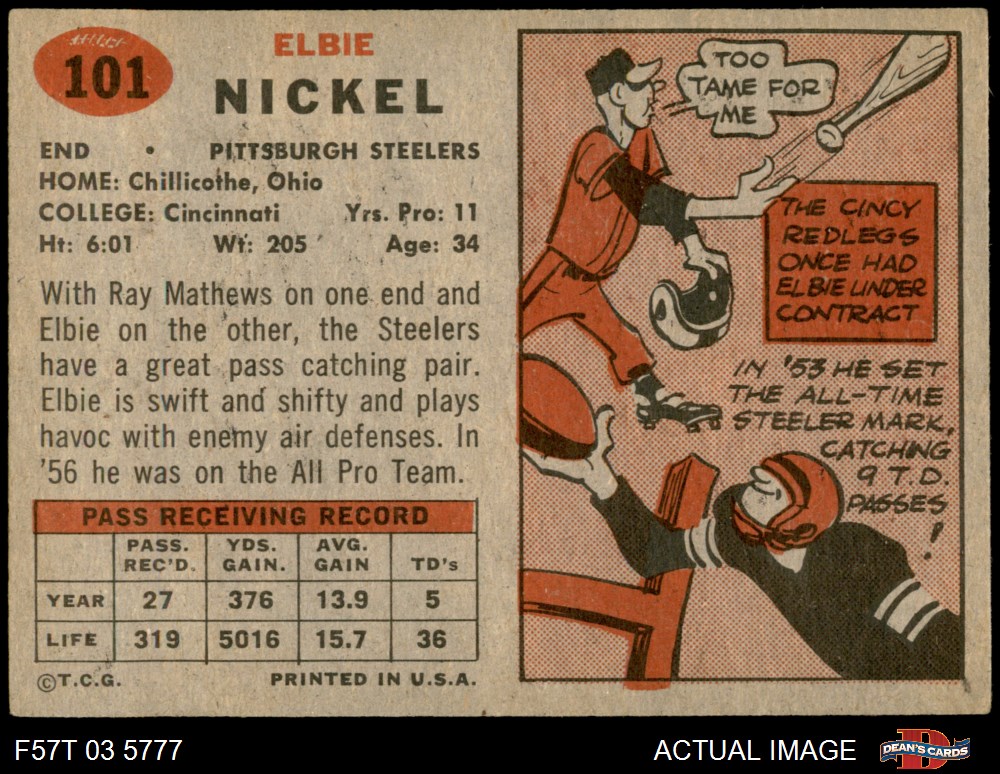 101
ELBIE
NICKEL
END • PITTSBURGH STEELERS
HOME: Chillicothe, Ohio
COLLEGE: Cincinnati Yrs. Pro: 11
Ht: 6:01 Wt: 205 Age: 34
With Ray Mathews on one end and
Elbie on the other, the Steelers
have a great pass catching pair.
Elbie is swift and shifty and plays
havoc with enemy air defenses. In
'56 he was on the All Pro Team.
PASS RECEIVING RECORD
PASS. REC'D. YDS. GAIN. AVG. GAIN TD's
YEAR 27 376 13.9 5
LIFE 319 5016 15.7 36
©T.C.G. PRINTED IN U.S.A.
TOO
TAME FOR
ME
THE CINCY
REDLEGS
ONCE HAD
ELBIE UNDER
CONTRACT
IN '53 HE SET
THE ALL-TIME
STEELER MARK,
CATCHING
9 T.D.
PASSES
!
F57T 03 5777 ACTUAL IMAGE DEAN'S CARDS